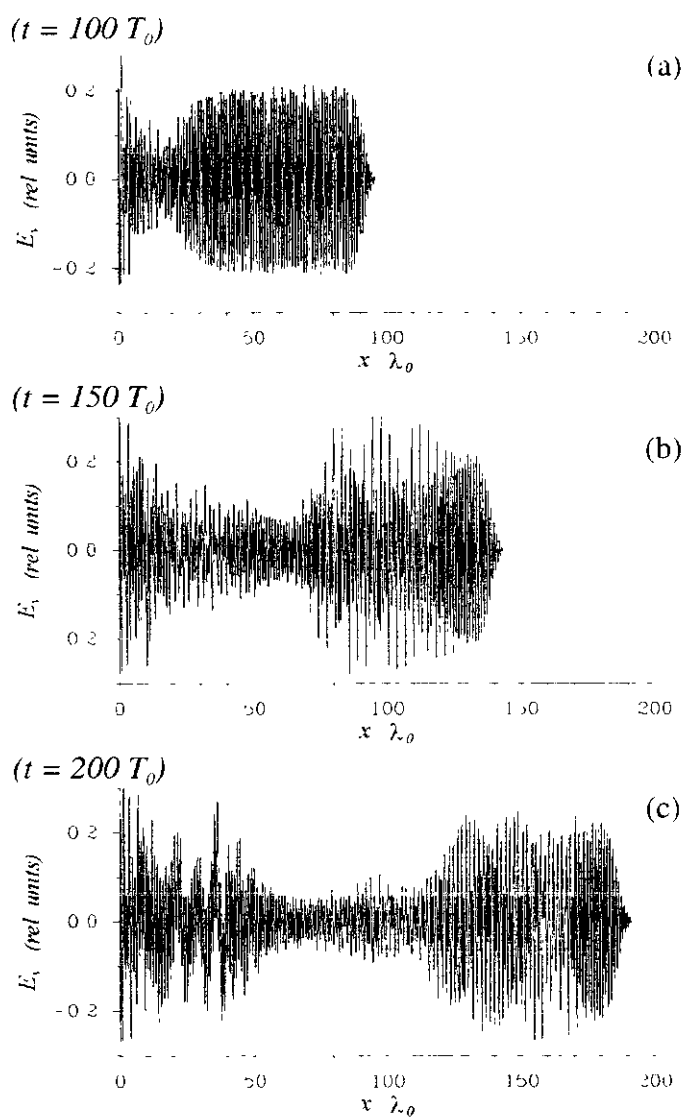 (t = 100 T₀)
(a)
0 2
0 0
-0 2
(rel units)
0 50 100 150 200
x λ₀
(t = 150 T₀)
(b)
0 2
0 0
0 2
(rel units)
0 50 100 150 200
x λ₀
(t = 200 T₀)
(c)
0 2
0 0
-0 2
(rel units)
0 50 100 150 200
x λ₀